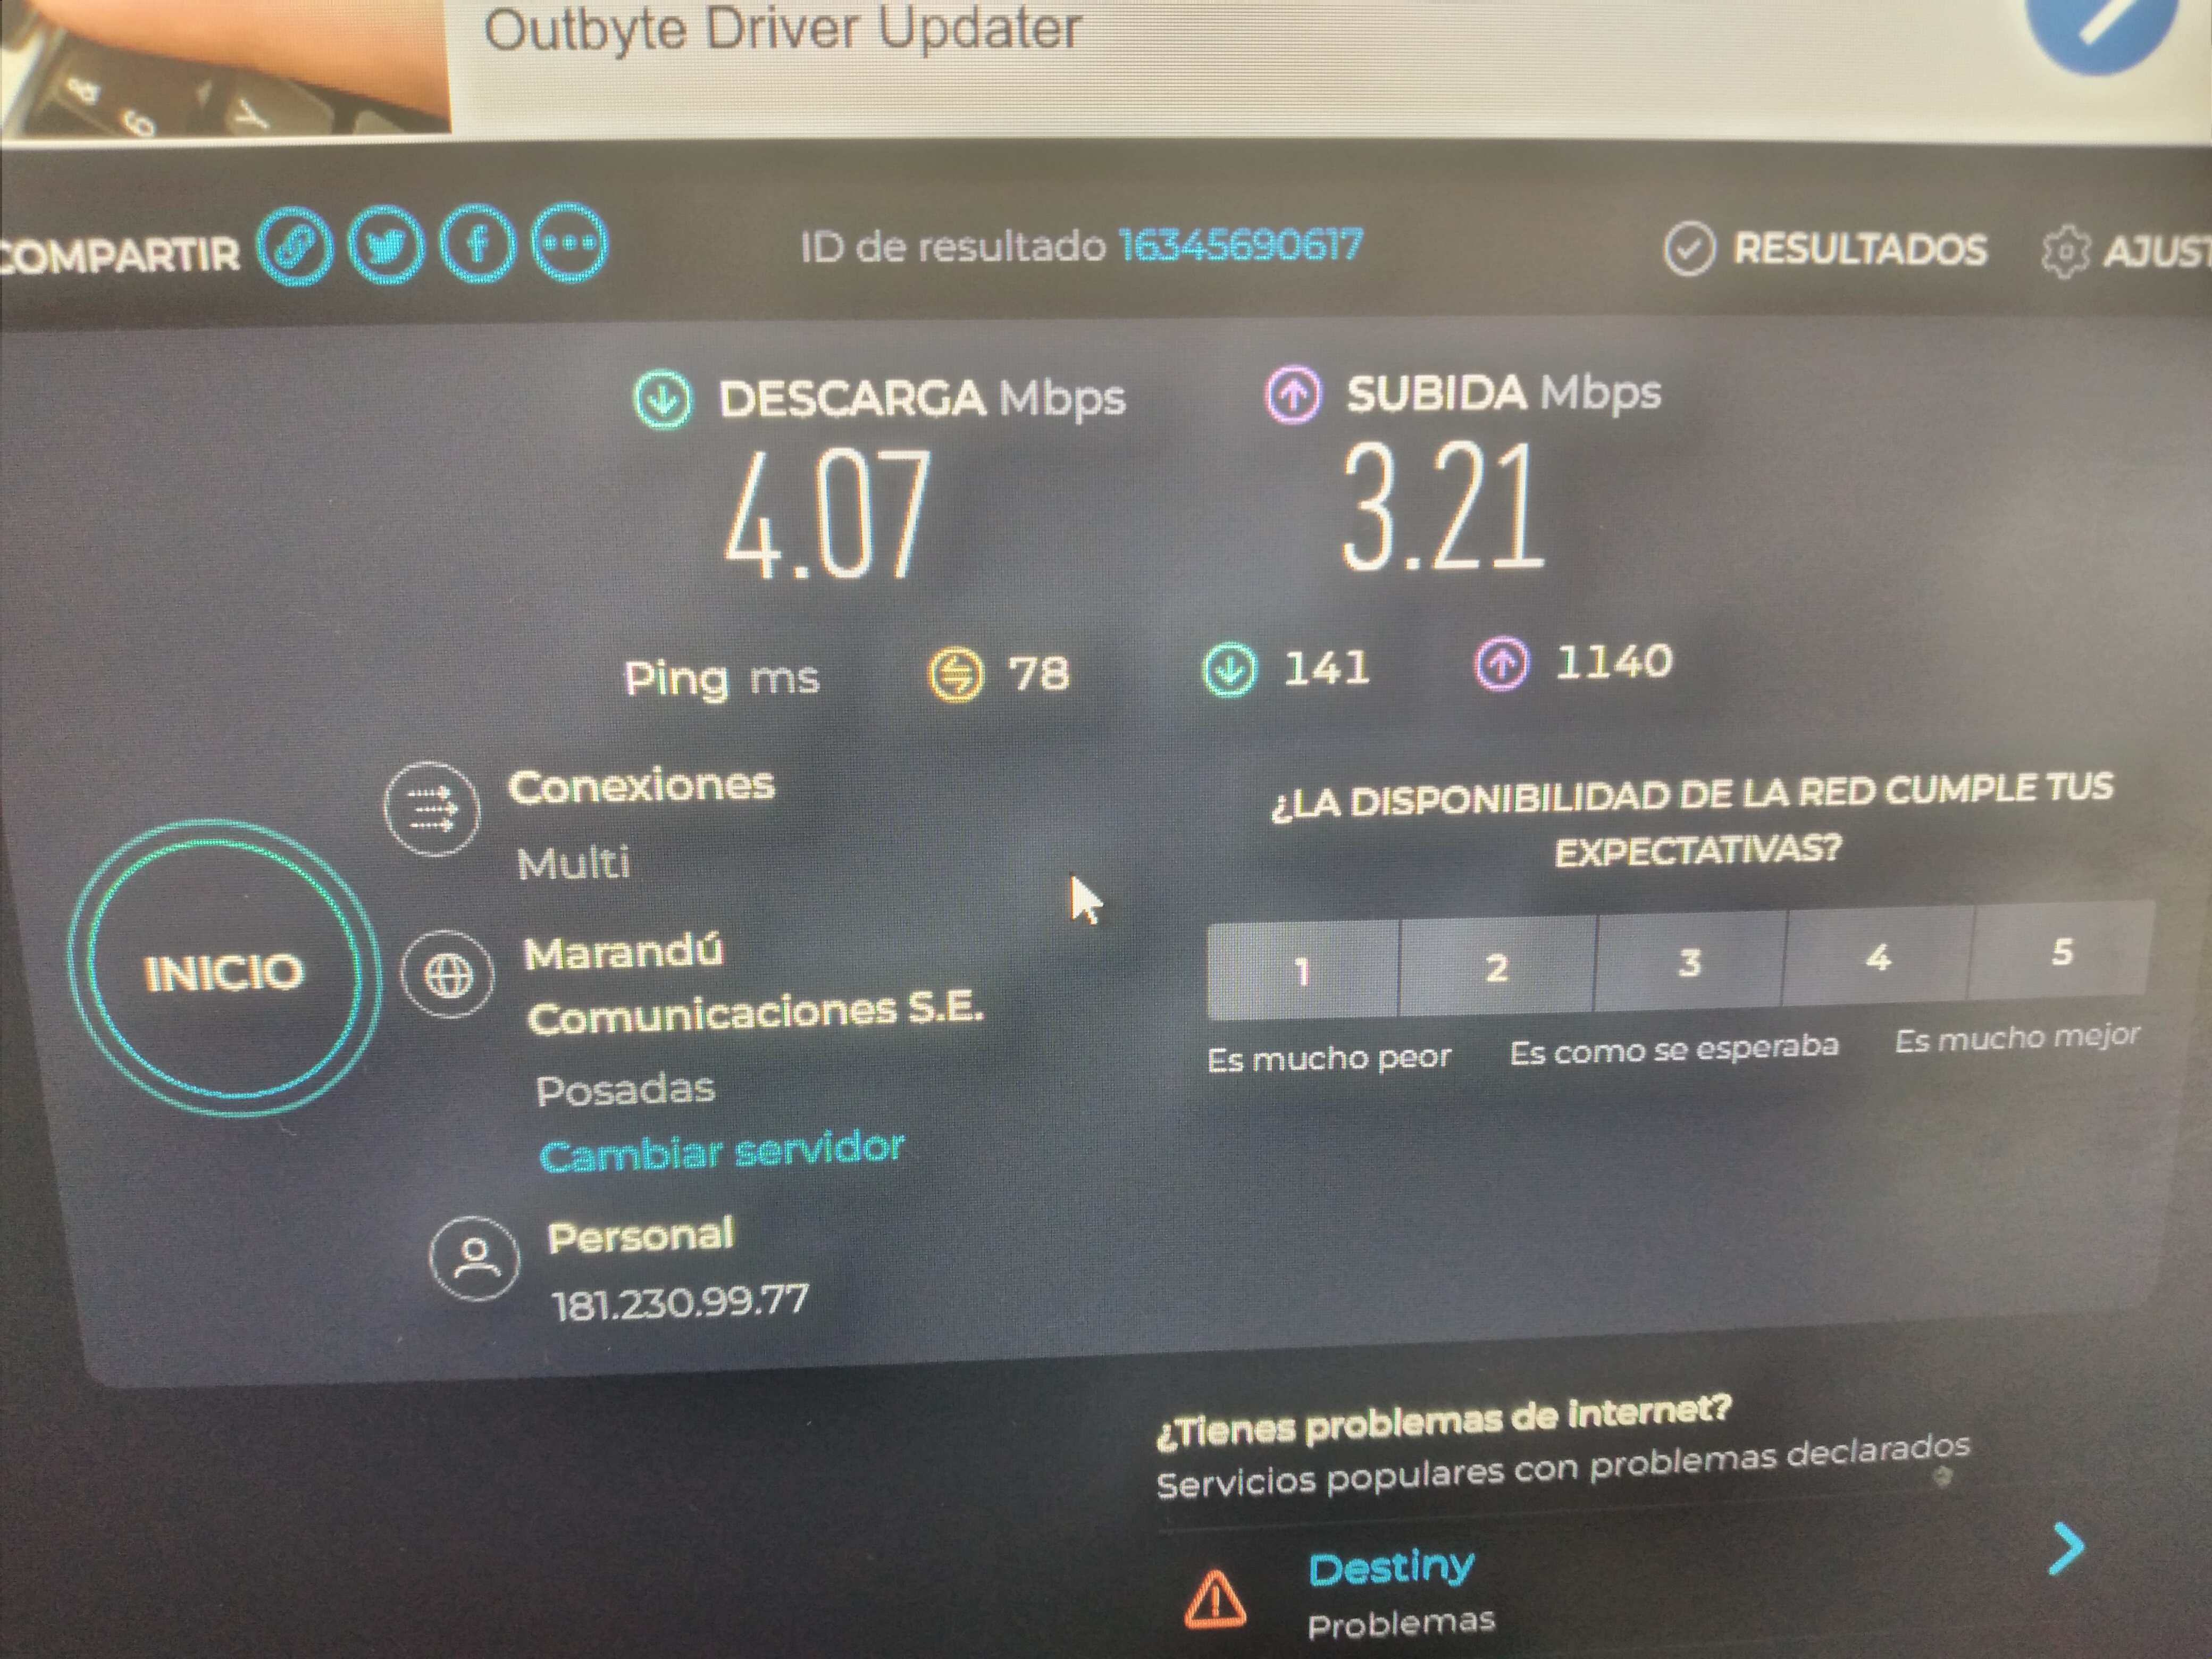 Outbyte Driver Updater
& 6 Y
COMPARTIR
ID de resultado 16345690617
RESULTADOS
AJUST
DESCARGA Mbps
4.07
SUBIDA Mbps
3.21
Ping ms 78 141 1140
INICIO
Conexiones
Multi
Marandú
Comunicaciones S.E.
Posadas
Cambiar servidor
Personal
181.230.99.77
¿LA DISPONIBILIDAD DE LA RED CUMPLE TUS
EXPECTATIVAS?
1 2 3 4 5
Es mucho peor Es como se esperaba Es mucho mejor
¿Tienes problemas de internet?
Servicios populares con problemas declarados
Destiny
Problemas